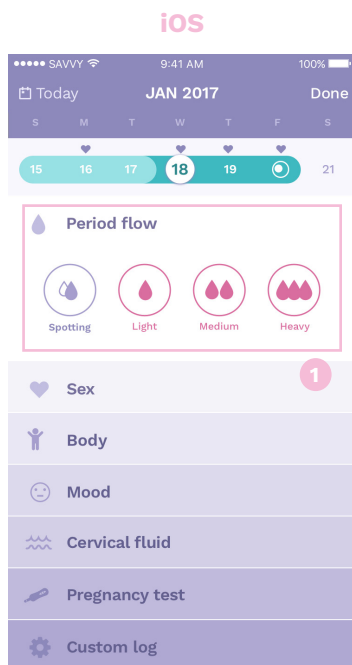 iOS
SAVVY 9:41 AM 100%
Today JAN 2017 Done
S M T W T F S
15 16 17 18 19 21
Period flow
Spotting Light Medium Heavy
1
Sex
Body
Mood
Cervical fluid
Pregnancy test
Custom log